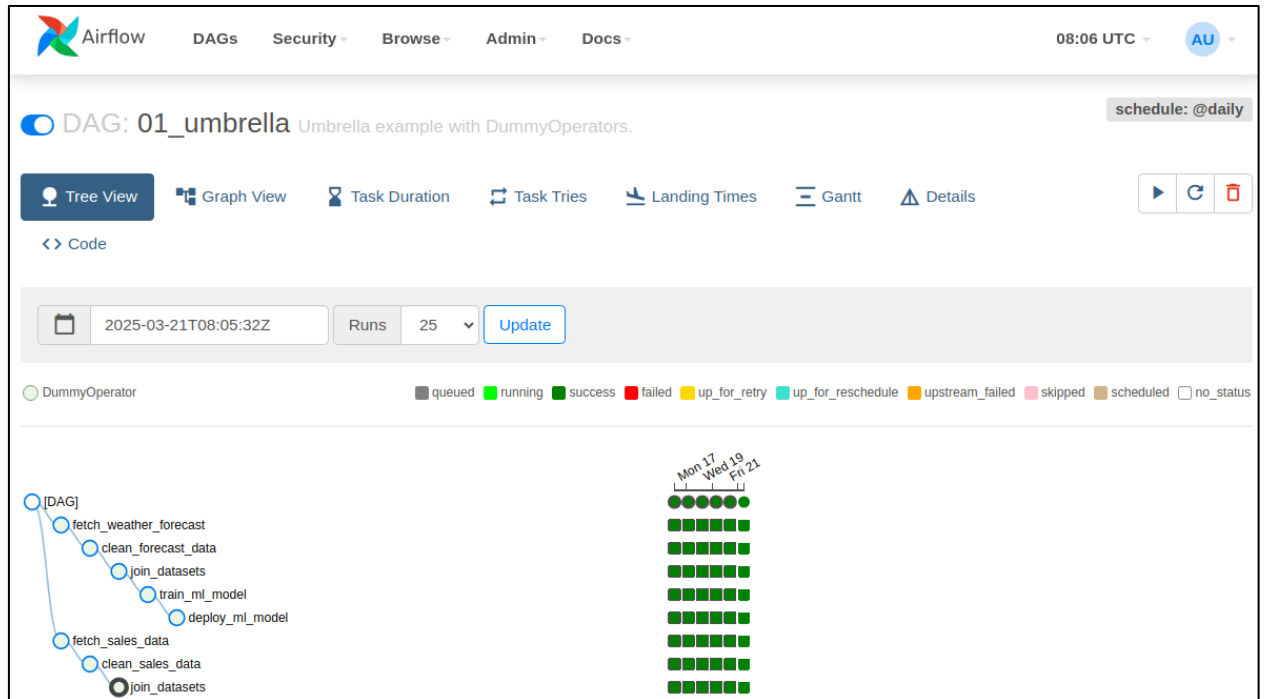 Airflow DAGs Security Browse Admin Docs 08:06 UTC AU
schedule: @daily
DAG: 01_umbrella Umbrella example with DummyOperators.
Tree View Graph View Task Duration Task Tries Landing Times Gantt Details
Code
2025-03-21T08:05:32Z Runs 25 Update
DummyOperator queued running success failed up_for_retry up_for_reschedule upstream_failed skipped scheduled no_status
Mon 17 Wed 19 Fri 21
[DAG]
fetch_weather_forecast
clean_forecast_data
join_datasets
train_ml_model
deploy_ml_model
fetch_sales_data
clean_sales_data
join_datasets